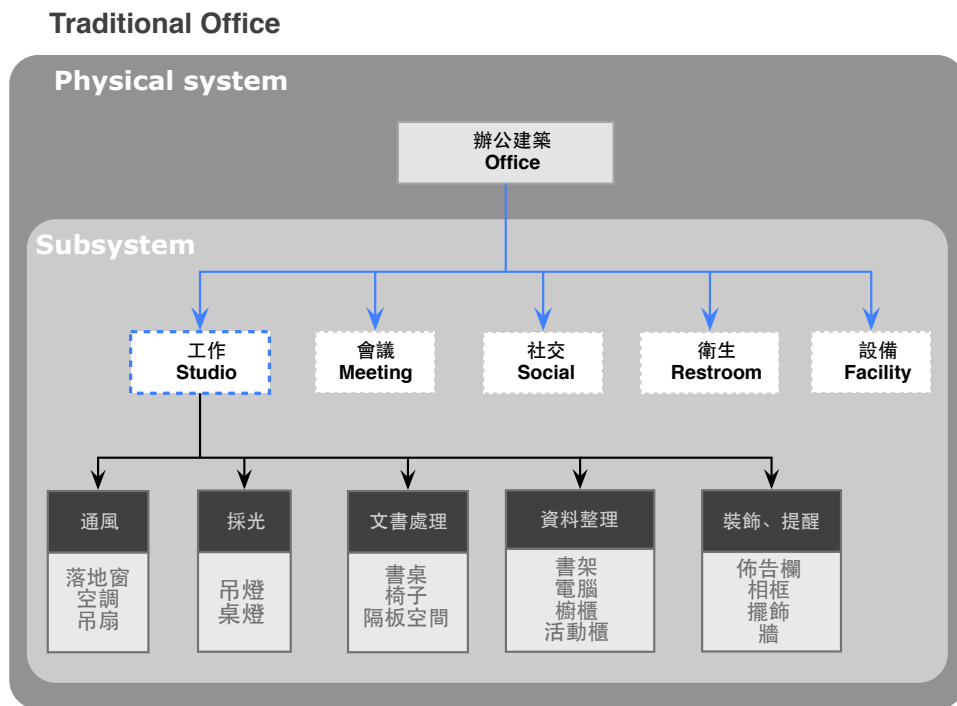 Traditional Office
Physical system
辦公建築
Office
Subsystem
工作
Studio
會議
Meeting
社交
Social
衛生
Restroom
設備
Facility
通風
落地窗
空調
吊扇
採光
吊燈
桌燈
文書處理
書桌
椅子
隔板空間
資料整理
書架
電腦
櫥櫃
活動櫃
裝飾、提醒
佈告欄
相框
擺飾
牆